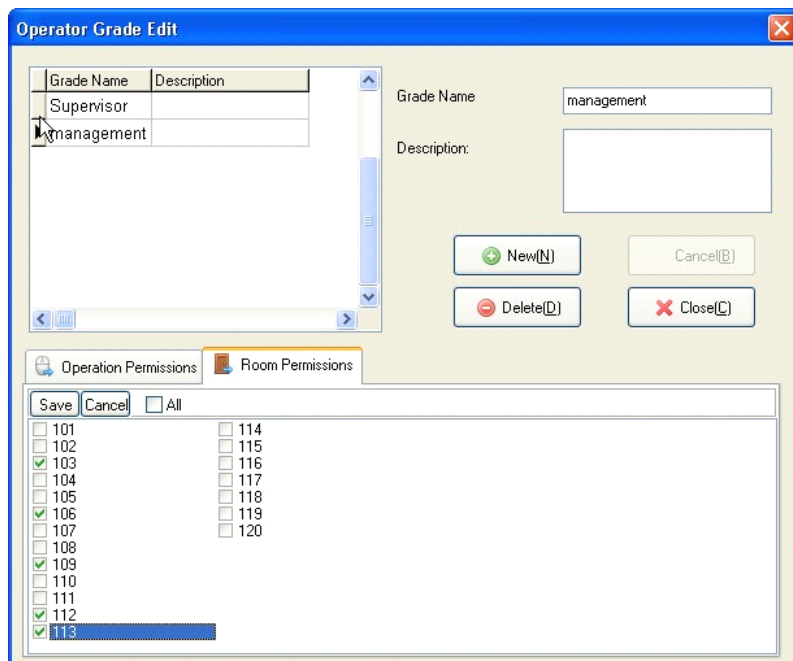 Operator Grade Edit
Grade Name Description
Supervisor
management
Grade Name management
Description:
New(N) Cancel(B)
Delete(D) Close(C)
Operation Permissions Room Permissions
Save Cancel All
101 114
102 115
103 116
104 117
105 118
106 119
107 120
108
109
110
111
112
113